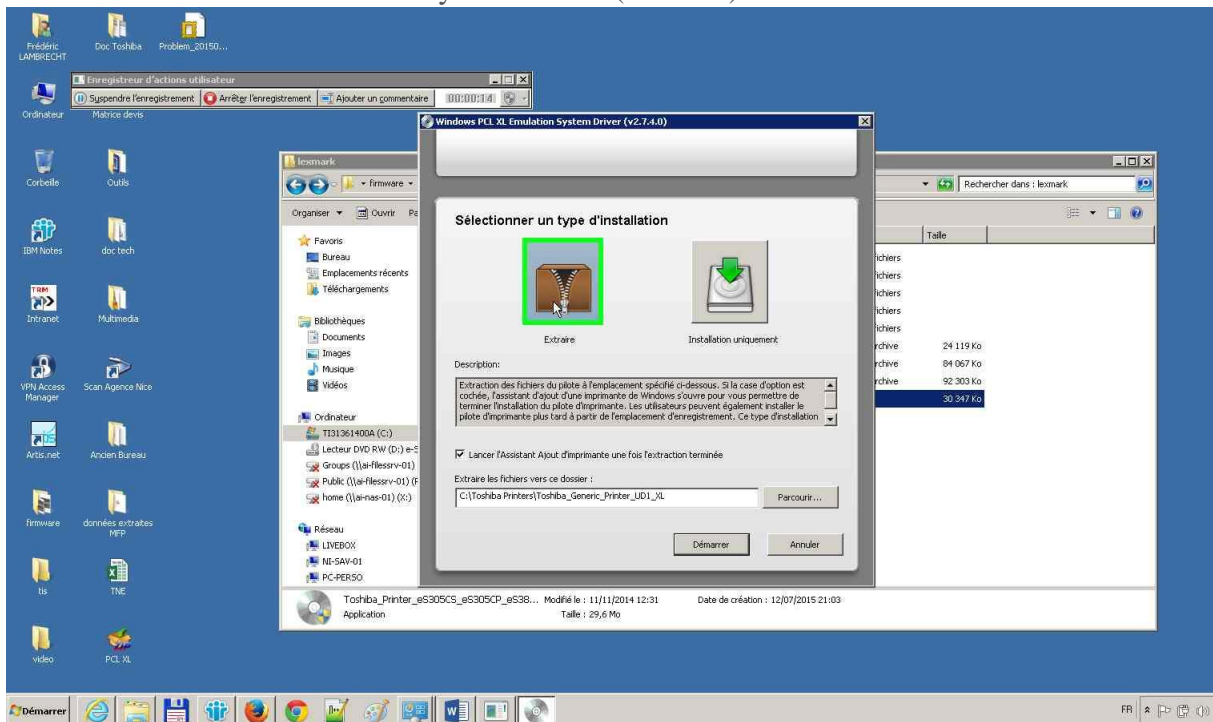 Frédéric
LAMBRECHT
Doc Toshiba
Problem_20150...
Enregistreur d'actions utilisateur
Suspendre l'enregistrement
Arrêter l'enregistrement
Ajouter un commentaire
00:00:14
Ordinateur
Matrice devis
Windows PCL XL Emulation System Driver (v2.7.4.0)
lexmark
firmware
Rechercher dans : lexmark
Corbeille
Outils
Organiser
Ouvrir
Sélectionner un type d'installation
Taille
Favoris
Bureau
Emplacements récents
Téléchargements
Bibliothèques
Documents
Images
Musique
Vidéos
Ordinateur
TI31361400A (C:)
Lecteur DVD RW (D:) e-S
Groups (\\ai-filessrv-01) (
Public (\\ai-filessrv-01) (F
home (\\ai-nas-01) (X:)
Réseau
LIVEBOX
NI-SAV-01
PC-PERSO
IBM Notes
doc tech
TRM
Intranet
Multimedia
VPN Access
Manager
Scan Agence Nice
Artis.net
Ancien Bureau
firmware
données extraites
MFP
tis
TNE
video
PCL XL
Extraire
Installation uniquement
Description:
Extraction des fichiers du pilote à l'emplacement spécifié ci-dessous. Si la case d'option est
cochée, l'assistant d'ajout d'une imprimante de Windows s'ouvre pour vous permettre de
terminer l'installation du pilote d'imprimante. Les utilisateurs peuvent également installer le
pilote d'imprimante plus tard à partir de l'emplacement d'enregistrement. Ce type d'installation
Lancer l'Assistant Ajout d'imprimante une fois l'extraction terminée
Extraire les fichiers vers ce dossier :
C:\Toshiba Printers\Toshiba_Generic_Printer_UD1_XL
Parcourir...
Démarrer
Annuler
ichiers
ichiers
ichiers
ichiers
ichiers
rchive 24 119 Ko
rchive 84 067 Ko
rchive 92 303 Ko
30 347 Ko
Toshiba_Printer_eS305CS_eS305CP_eS38... Modifié le : 11/11/2014 12:31 Date de création : 12/07/2015 21:03
Application Taille : 29,6 Mo
Démarrer
FR